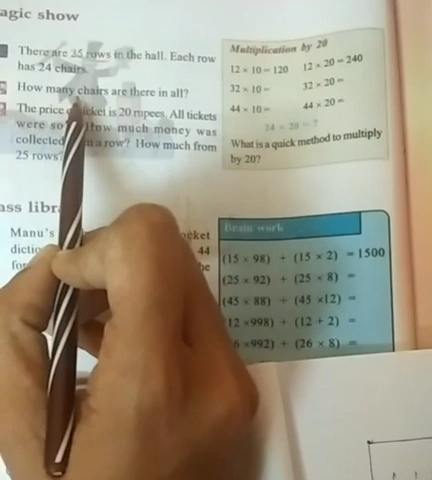 agic show
There are 25 rows in the hall. Each row
has 24 chairs.
How many chairs are there in all?
The price ticket is 20 rupees. All tickets
were How much money was
collected a row? How much from
25 rows?
Multiplication by 20
12 × 10 = 120 12 × 20 = 240
32 × 10 = 32 × 20 =
44 × 10 = 44 × 20 =
24 × 20 = ?
What is a quick method to multiply
by 20?
ass libr
Manu's ocket
dictio 44
for he
Brain work
(15 × 98) + (15 × 2) = 1500
(25 × 92) + (25 × 8) =
(45 × 88) + (45 ×12) =
12 ×998) + (12 + 2) =
6 ×992) + (26 × 8) =